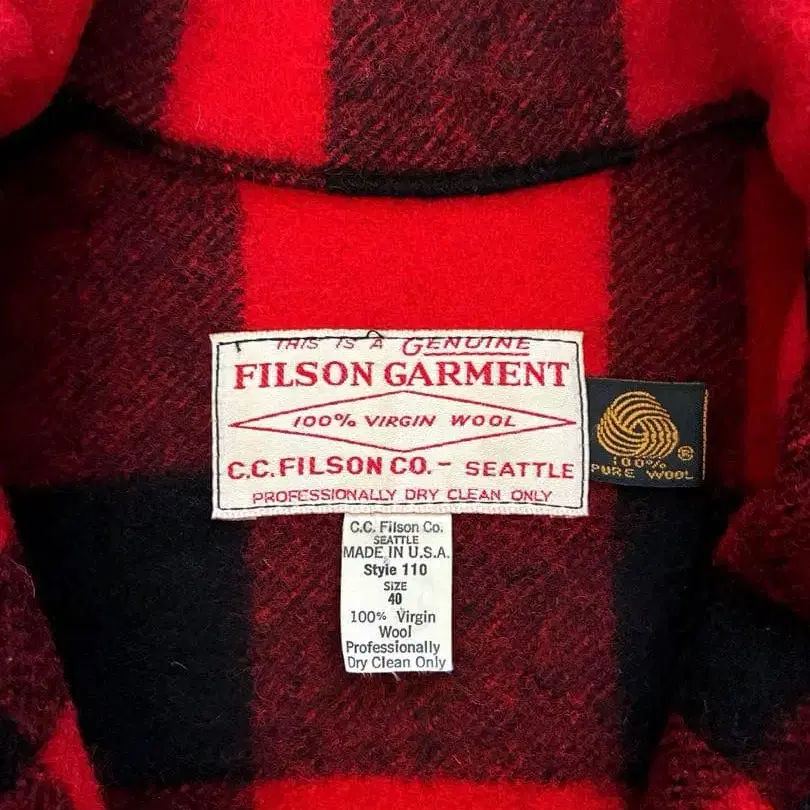 THIS IS A GENUINE
FILSON GARMENT
100% VIRGIN WOOL
C.C. FILSON CO. - SEATTLE
PROFESSIONALLY DRY CLEAN ONLY
®
100%
PURE WOOL
C.C. Filson Co.
SEATTLE
MADE IN U.S.A.
Style 110
SIZE
40
100% Virgin
Wool
Professionally
Dry Clean Only